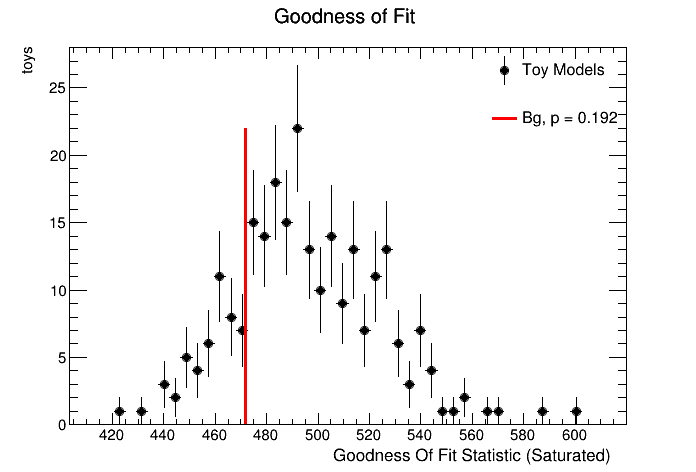 Goodness of Fit
toys
Toy Models
Bg, p = 0.192
25
20
15
10
5
0
420 440 460 480 500 520 540 560 580 600
Goodness Of Fit Statistic (Saturated)